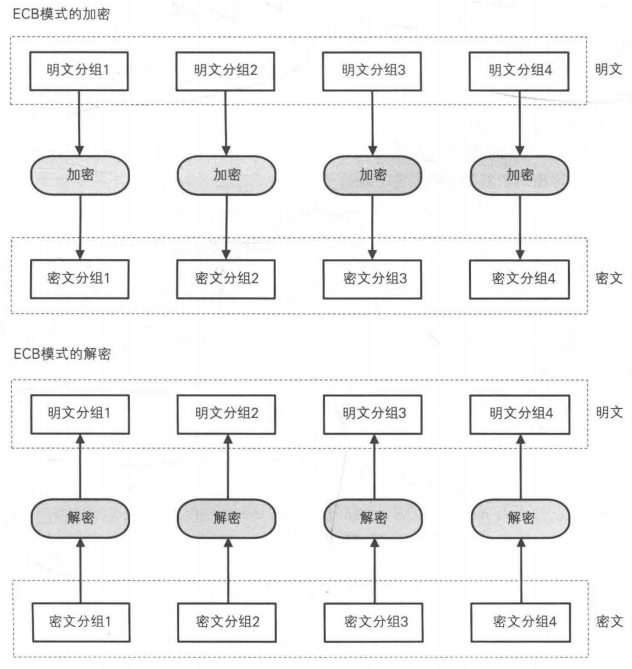 ECB模式的加密
明文分组1 明文分组2 明文分组3 明文分组4 明文
加密 加密 加密 加密
密文分组1 密文分组2 密文分组3 密文分组4 密文
ECB模式的解密
明文分组1 明文分组2 明文分组3 明文分组4 明文
解密 解密 解密 解密
密文分组1 密文分组2 密文分组3 密文分组4 密文